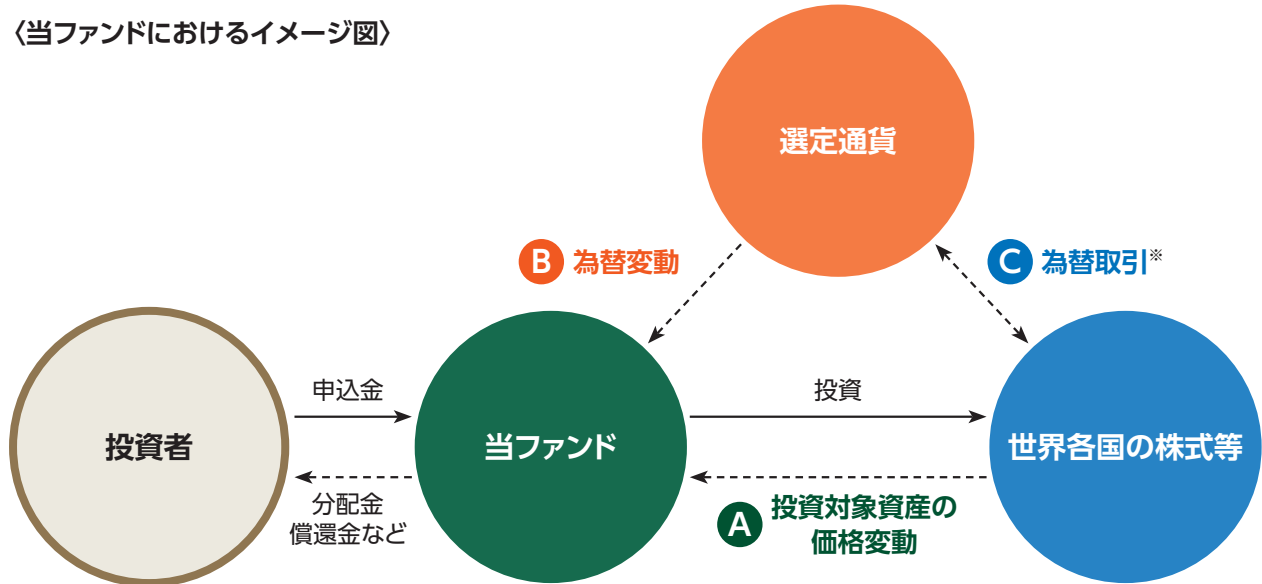 〈当ファンドにおけるイメージ図〉
選定通貨
B 為替変動
C 為替取引※
投資者
申込金
分配金
償還金など
当ファンド
投資
A 投資対象資産の
価格変動
世界各国の株式等